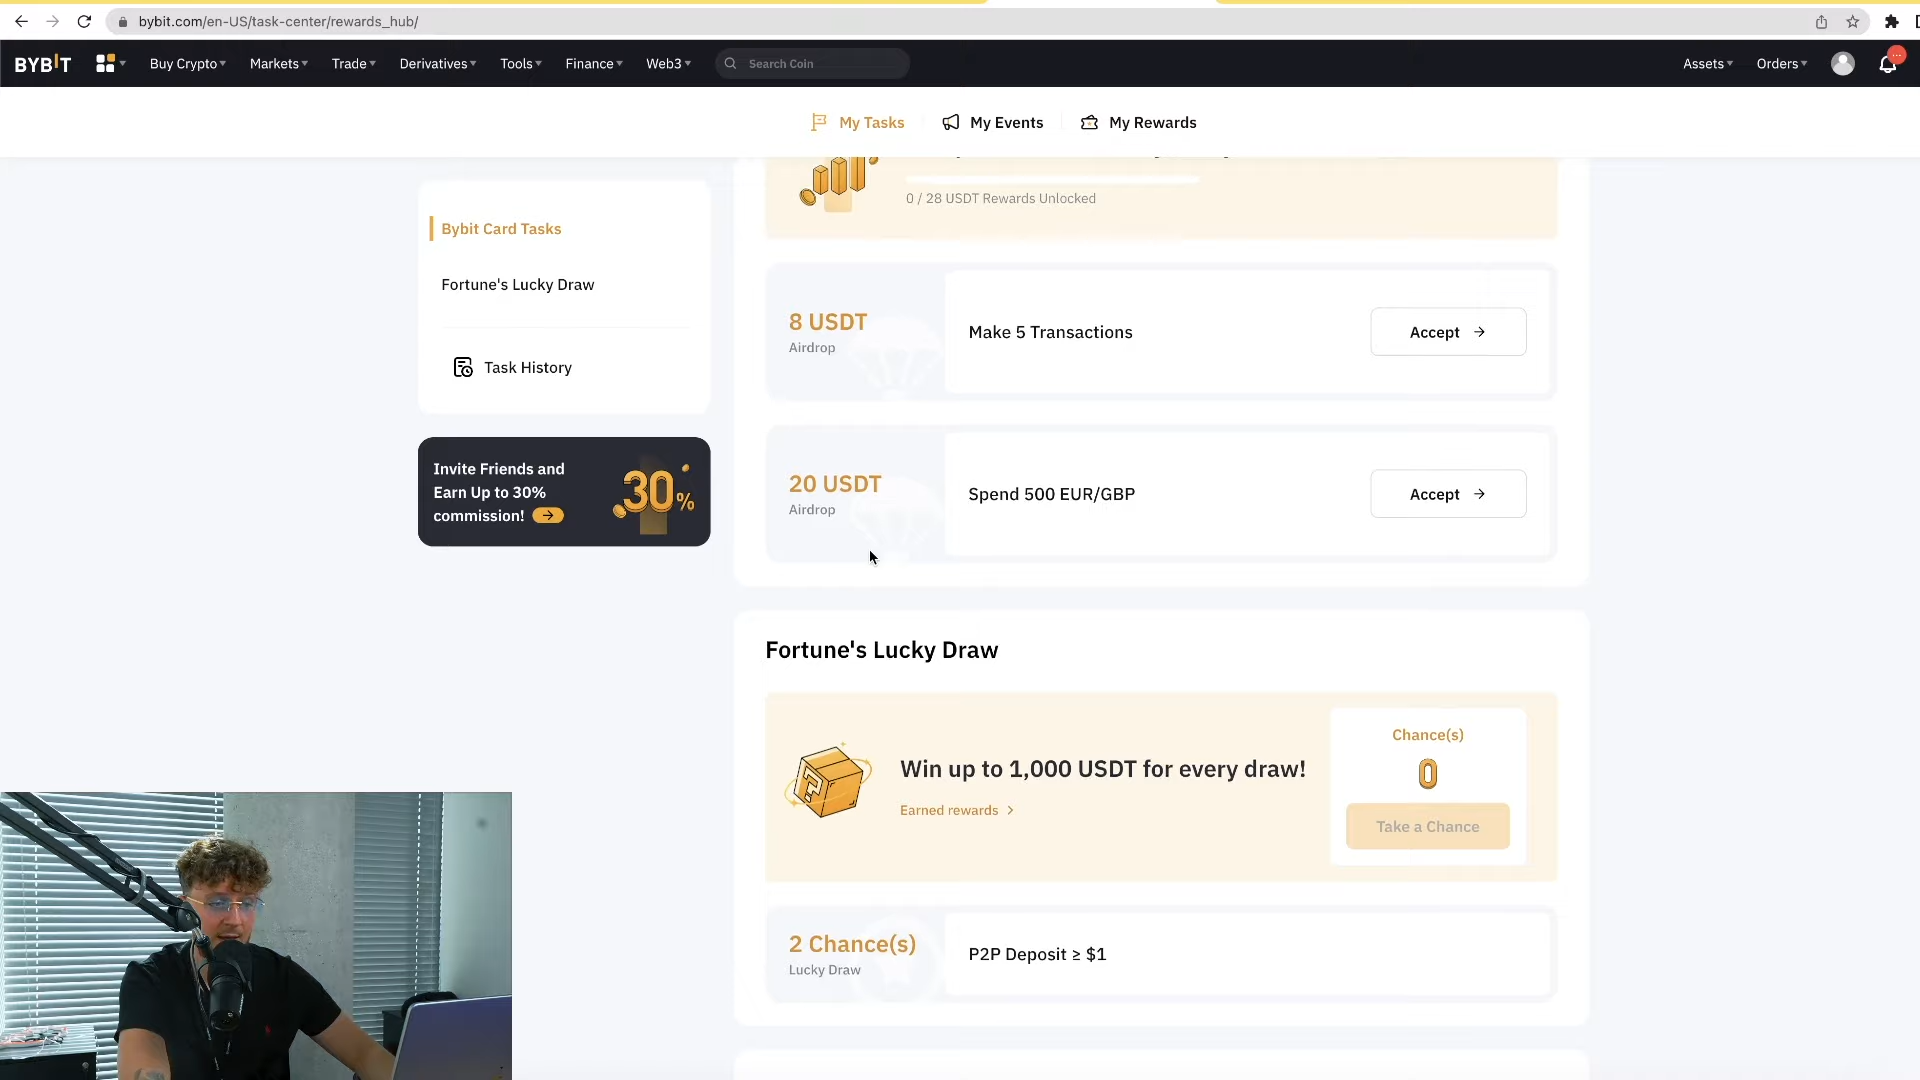 bybit.com/en-US/task-center/rewards_hub/
BYBIT
Buy Crypto
Markets
Trade
Derivatives
Tools
Finance
Web3
Search Coin
Assets
Orders
My Tasks
My Events
My Rewards
0 / 28 USDT Rewards Unlocked
Bybit Card Tasks
Fortune's Lucky Draw
Task History
Invite Friends and
Earn Up to 30%
commission!
30%
8 USDT
Airdrop
Make 5 Transactions
Accept
20 USDT
Airdrop
Spend 500 EUR/GBP
Accept
Fortune's Lucky Draw
Win up to 1,000 USDT for every draw!
Earned rewards
Chance(s)
0
Take a Chance
2 Chance(s)
Lucky Draw
P2P Deposit ≥ $1